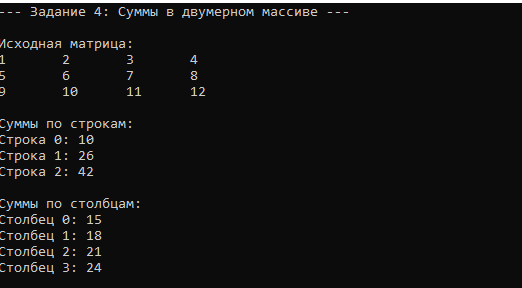 --- Задание 4: Суммы в двумерном массиве ---
Исходная матрица:
1 2 3 4
5 6 7 8
9 10 11 12
Суммы по строкам:
Строка 0: 10
Строка 1: 26
Строка 2: 42
Суммы по столбцам:
Столбец 0: 15
Столбец 1: 18
Столбец 2: 21
Столбец 3: 24